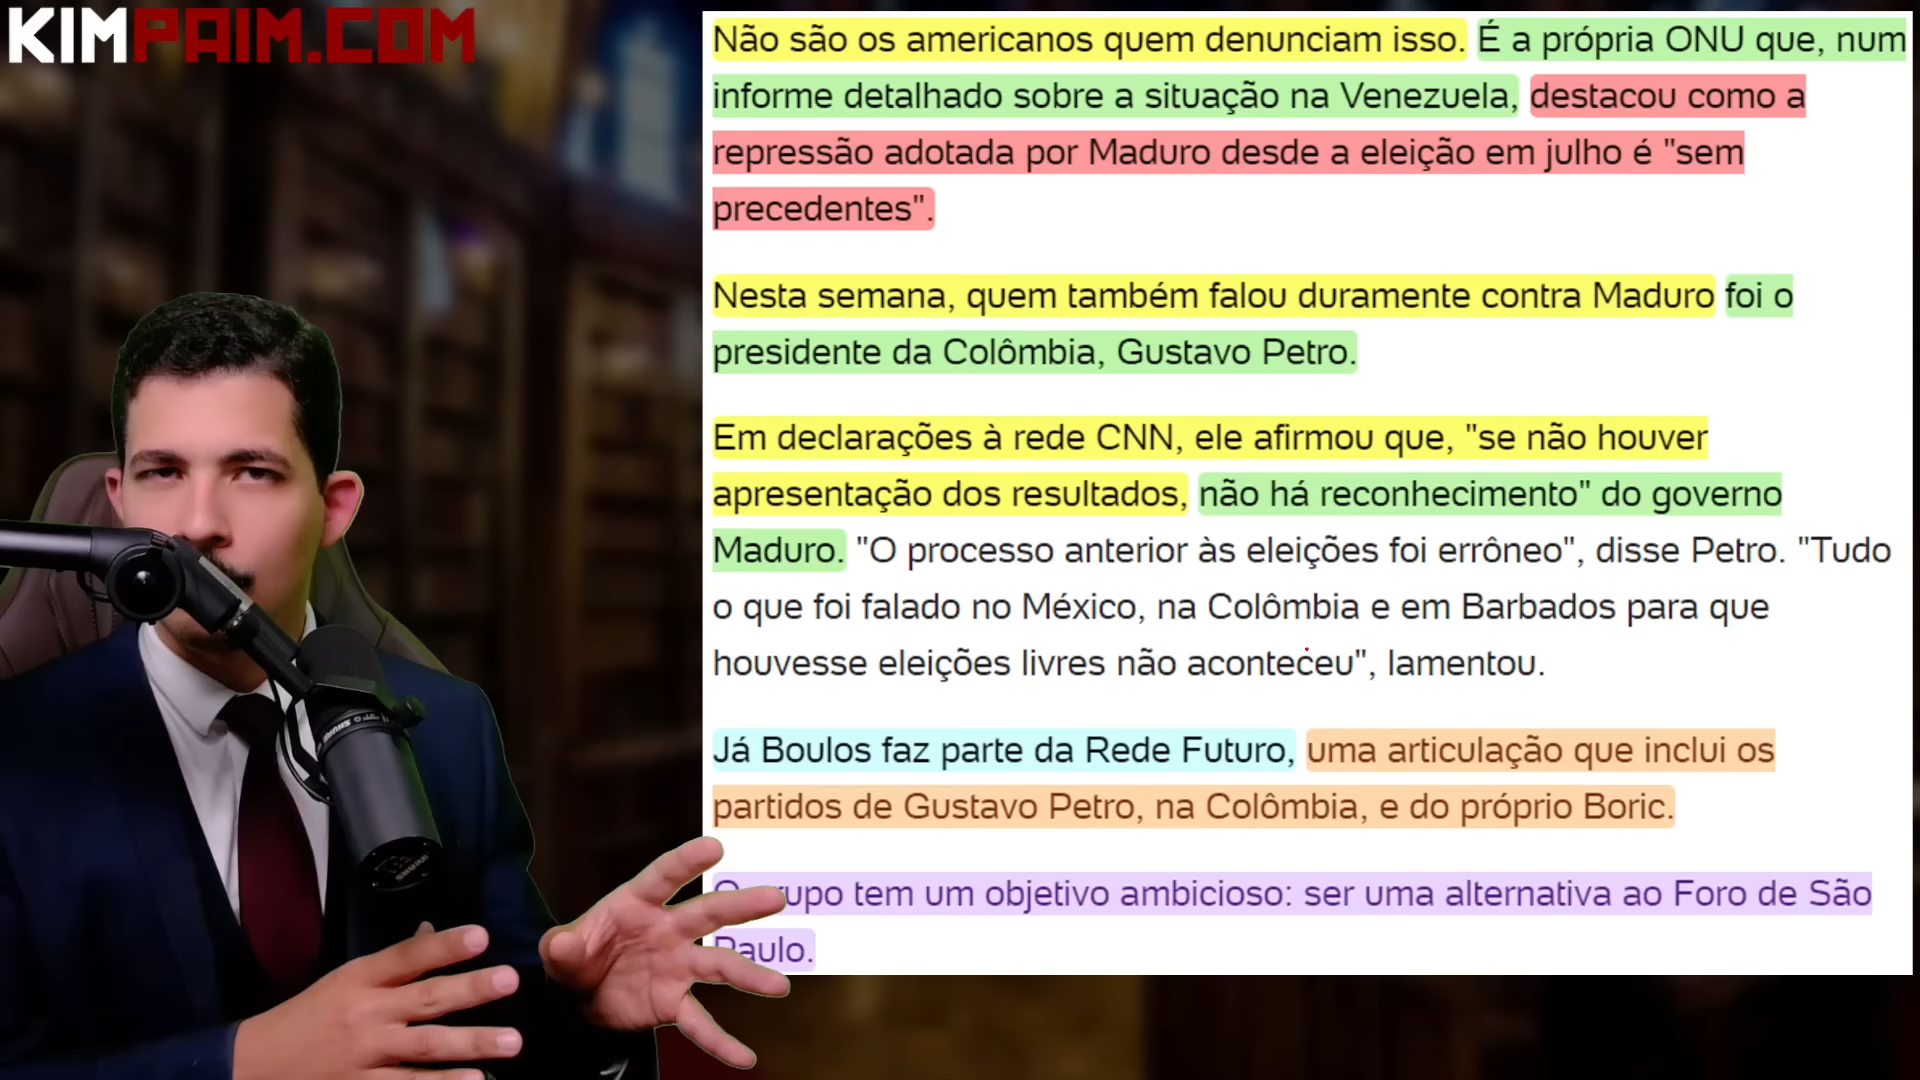 KIMPAIM.COM
Não são os americanos quem denunciam isso. É a própria ONU que, num
informe detalhado sobre a situação na Venezuela, destacou como a
repressão adotada por Maduro desde a eleição em julho é "sem
precedentes".
Nesta semana, quem também falou duramente contra Maduro foi o
presidente da Colômbia, Gustavo Petro.
Em declarações à rede CNN, ele afirmou que, "se não houver
apresentação dos resultados, não há reconhecimento" do governo
Maduro. "O processo anterior às eleições foi errôneo", disse Petro. "Tudo
o que foi falado no México, na Colômbia e em Barbados para que
houvesse eleições livres não aconteceu", lamentou.
Já Boulos faz parte da Rede Futuro, uma articulação que inclui os
partidos de Gustavo Petro, na Colômbia, e do próprio Boric.
O grupo tem um objetivo ambicioso: ser uma alternativa ao Foro de São
Paulo.
SHURE
SHURE